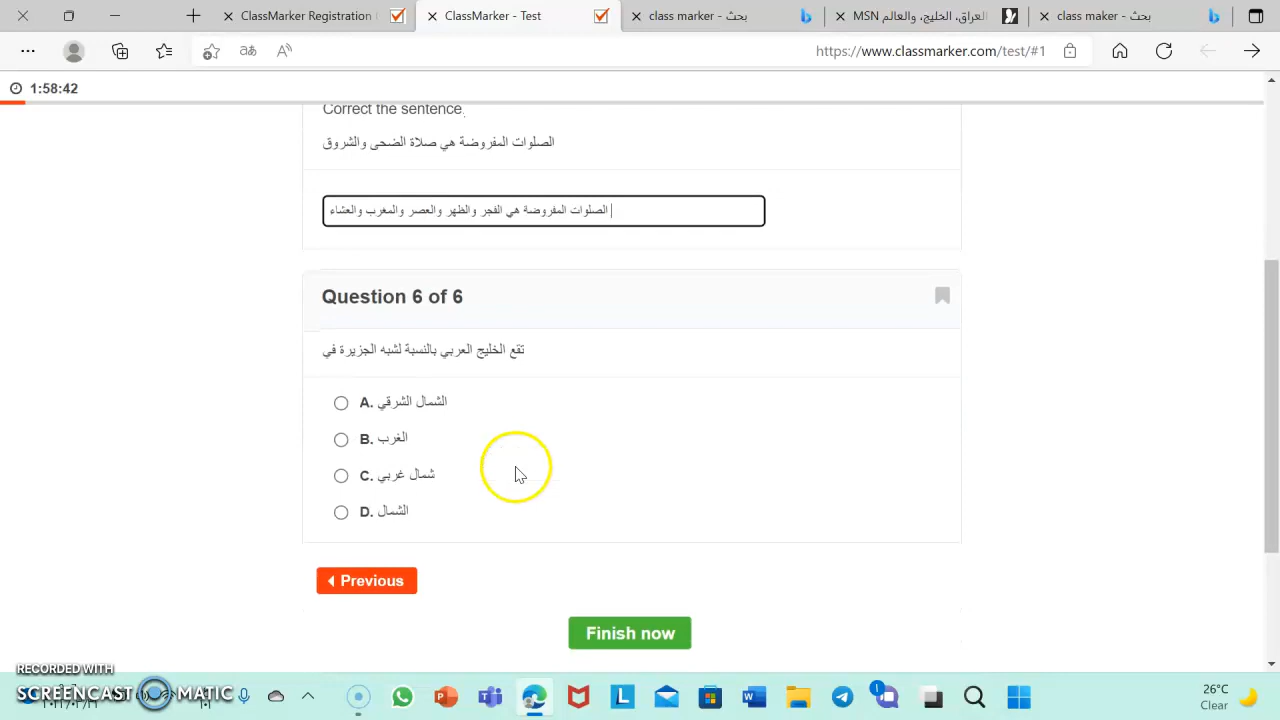 ClassMarker Registration
ClassMarker - Test
class marker - بحث
العراق، الخليج، والعالم MSN
class marker - بحث
https://www.classmarker.com/test/#1
1:58:42
Correct the sentence.
الصلوات المفروضة هي صلاة الضحى والشروق
الصلوات المفروضة هي الفجر والظهر والعصر والمغرب والعشاء
Question 6 of 6
تقع الخليج العربي بالنسبة لشبه الجزيرة في
A. الشمال الشرقي
B. الغرب
C. شمال غربي
D. الشمال
Previous
Finish now
RECORDED WITH
SCREENCAST MATIC
26°C
Clear